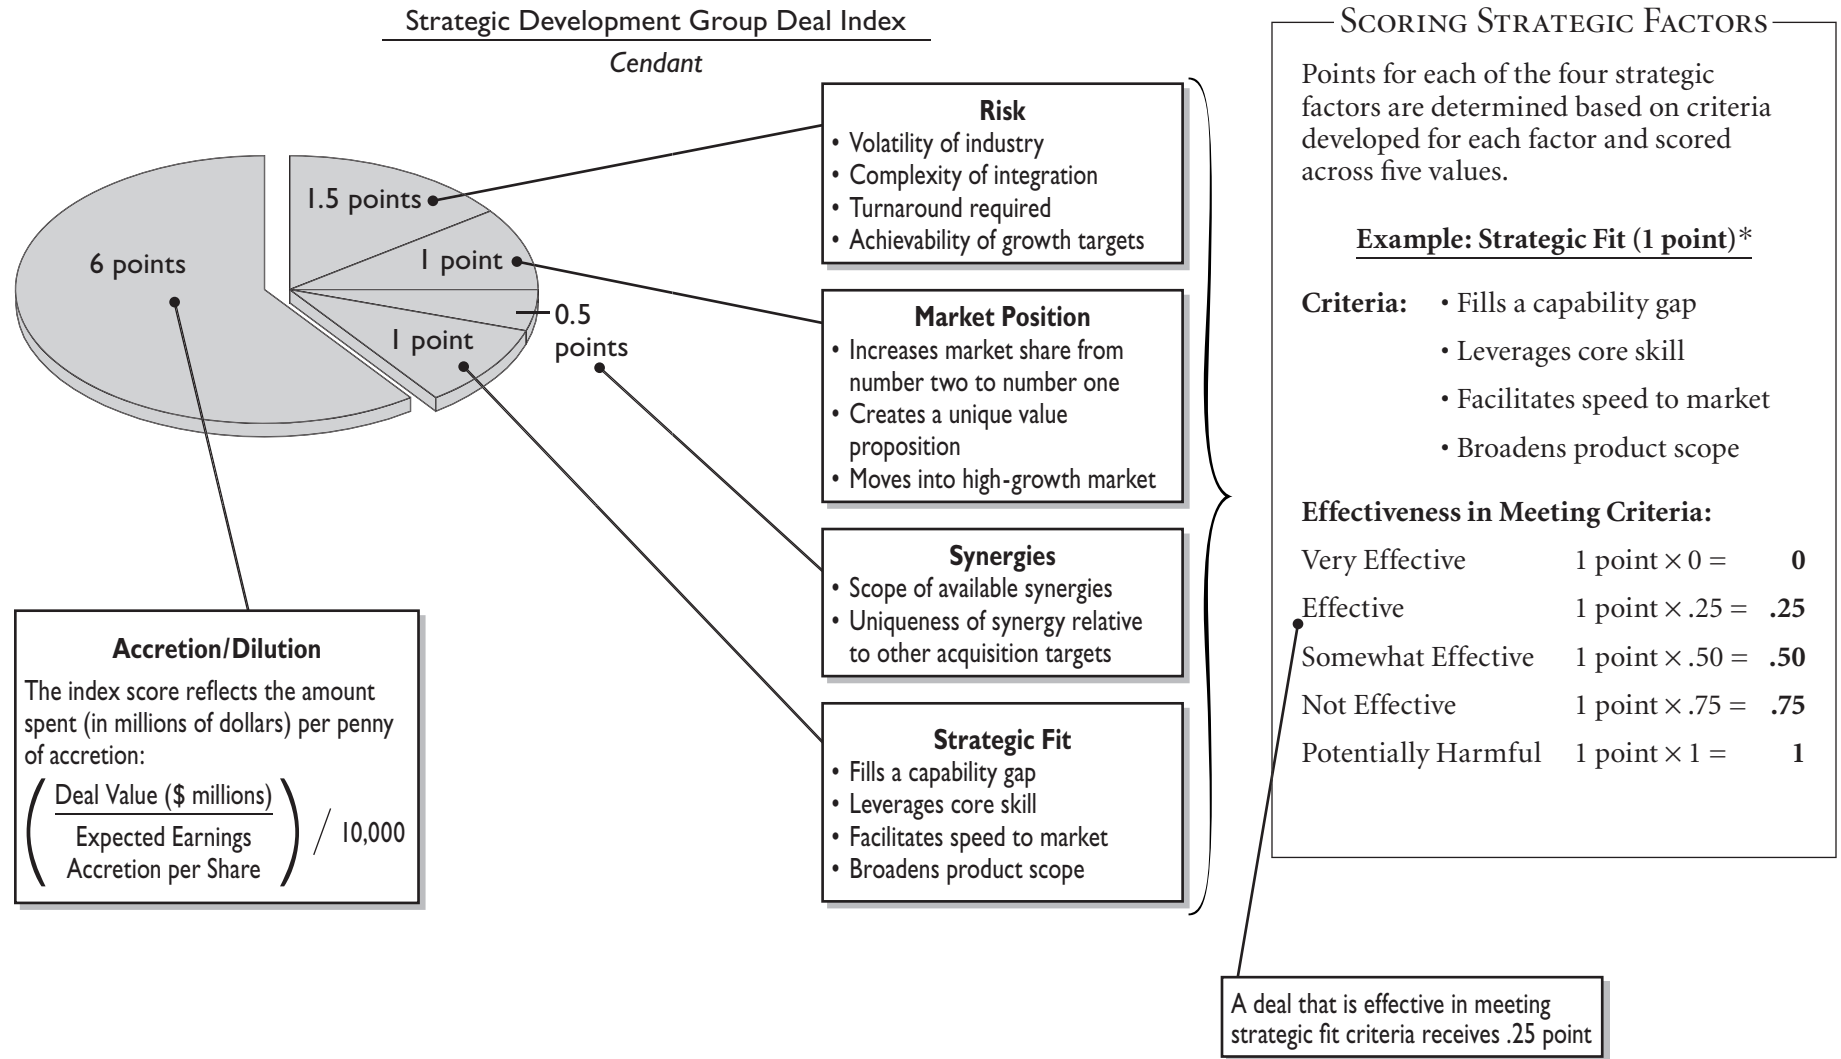 Strategic Development Group Deal Index
Cendant
6 points
1.5 points
1 point
0.5
points
1 point
Accretion/Dilution
The index score reflects the amount
spent (in millions of dollars) per penny
of accretion:
( Deal Value ($ millions) ) / 10,000
Expected Earnings
Accretion per Share
Risk
• Volatility of industry
• Complexity of integration
• Turnaround required
• Achievability of growth targets
Market Position
• Increases market share from
number two to number one
• Creates a unique value
proposition
• Moves into high-growth market
Synergies
• Scope of available synergies
• Uniqueness of synergy relative
to other acquisition targets
Strategic Fit
• Fills a capability gap
• Leverages core skill
• Facilitates speed to market
• Broadens product scope
SCORING STRATEGIC FACTORS
Points for each of the four strategic
factors are determined based on criteria
developed for each factor and scored
across five values.
Example: Strategic Fit (1 point)*
Criteria: • Fills a capability gap
• Leverages core skill
• Facilitates speed to market
• Broadens product scope
Effectiveness in Meeting Criteria:
Very Effective 1 point × 0 = 0
Effective 1 point × .25 = .25
Somewhat Effective 1 point × .50 = .50
Not Effective 1 point × .75 = .75
Potentially Harmful 1 point × 1 = 1
A deal that is effective in meeting
strategic fit criteria receives .25 point